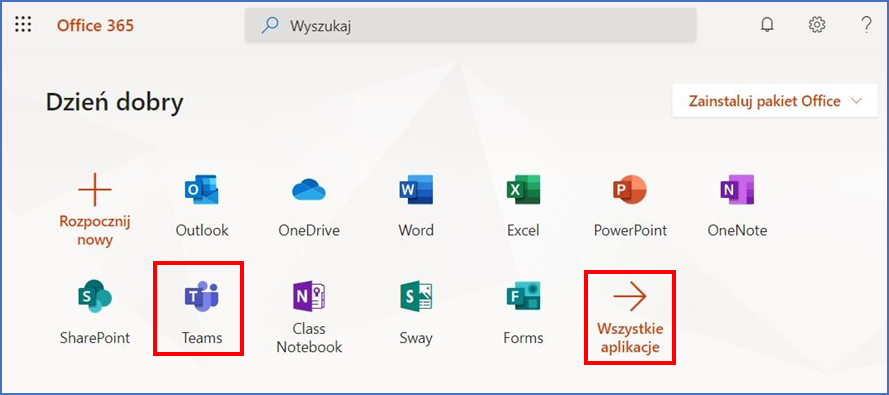 Office 365
Wyszukaj
Dzień dobry
Zainstaluj pakiet Office
Rozpocznij
nowy
Outlook
OneDrive
Word
Excel
PowerPoint
OneNote
SharePoint
Teams
Class
Notebook
Sway
Forms
Wszystkie
aplikacje